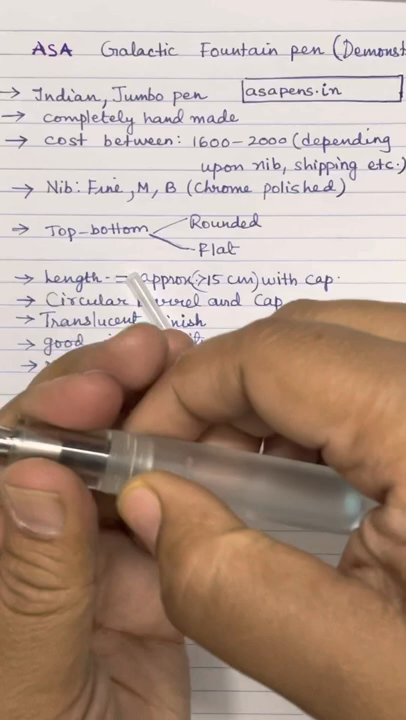 ASA Galactic Fountain pen (Demonst
→ Indian, Jumbo pen asapens.in
→ completely hand made
→ cost between: 1600-2000 (depending
upon nib, shipping etc.)
→ Nib: Fine, M, B (Chrome polished)
⇒ Top-bottom Rounded
Flat
→ Length = approx (>15 cm) with cap.
→ Circular and Cap
→ Translucent
→ good